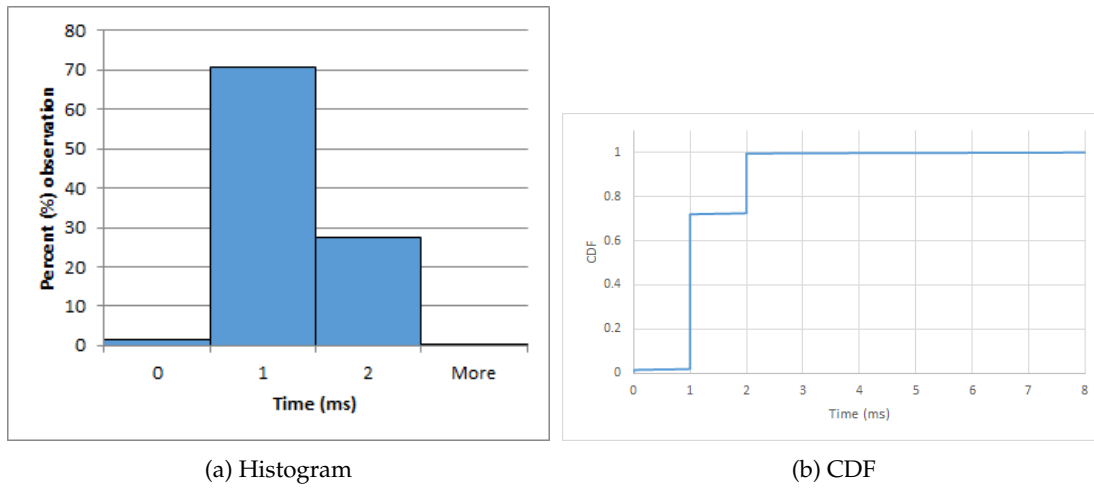 80
70
60
50
40
30
20
10
0
Percent (%) observation
0 1 2 More
Time (ms)
(a) Histogram
1
0.8
0.6
0.4
0.2
0
CDF
0 1 2 3 4 5 6 7 8
Time (ms)
(b) CDF